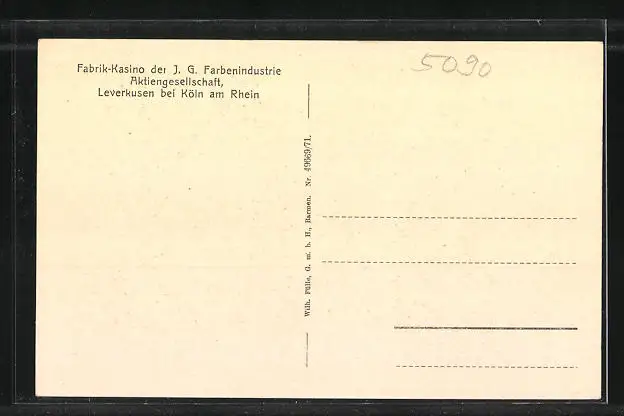 Fabrik-Kasino der J. G. Farbenindustrie
Aktiengesellschaft,
Leverkusen bei Köln am Rhein
5090
Wilh. Fülle, G. m. b. H., Barmen. Nr. 49669/71.